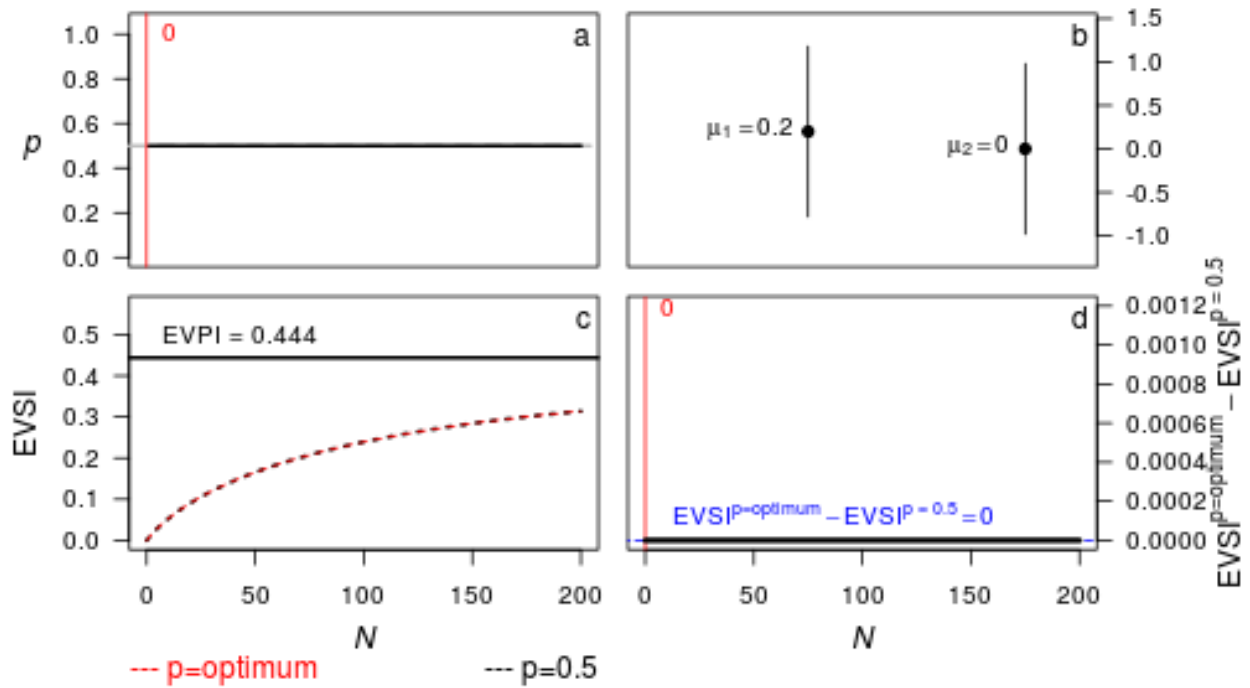 p
1.0
0.8
0.6
0.4
0.2
0.0
0
a
b
μ1=0.2
μ2=0
1.5
1.0
0.5
0.0
-0.5
-1.0
EVSI
0.5
0.4
0.3
0.2
0.1
0.0
EVPI = 0.444
c
0
d
EVSIp=optimum – EVSIp = 0.5 =0
0.0012
0.0010
0.0008
0.0006
0.0004
0.0002
0.0000
EVSIp=optimum – EVSIp = 0.5
0 50 100 150 200
0 50 100 150 200
N
N
p=optimum
p=0.5